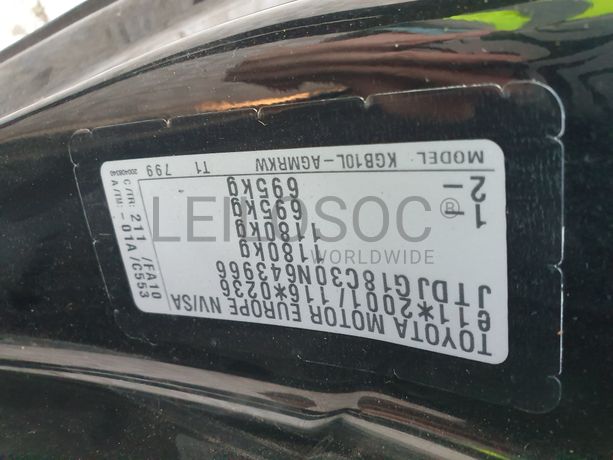 TOYOTA MOTOR EUROPE NV/SA
e11*2001/116*0236
JTDJG18C30N643966
1180kg
1180kg
1- 695kg
2- 695kg
MODEL KGB10L-AGMRKW T1 799
C/TR: 211 /FA10
A/TM: -01A /C553
LEILOSOC®
WORLDWIDE